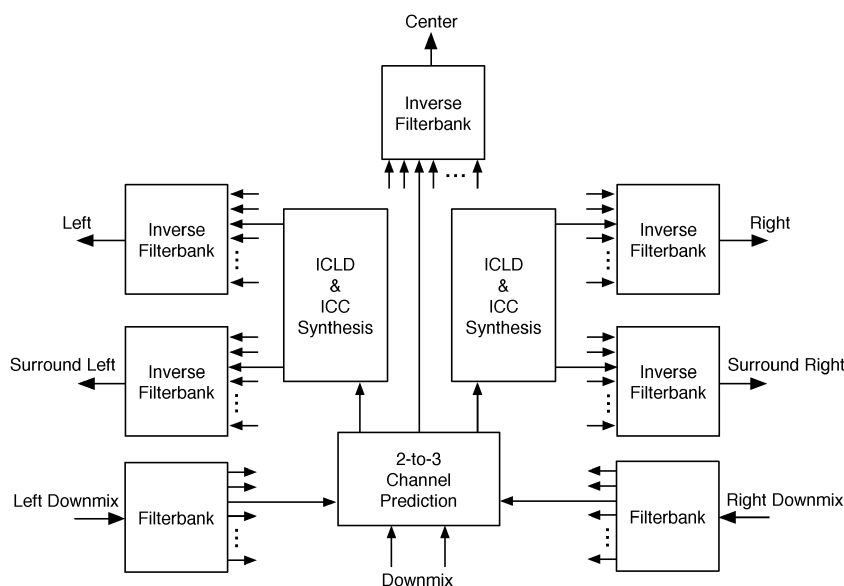 Center
Inverse
Filterbank
Left
Inverse
Filterbank
ICLD
&
ICC
Synthesis
ICLD
&
ICC
Synthesis
Inverse
Filterbank
Right
Surround Left
Inverse
Filterbank
Inverse
Filterbank
Surround Right
Left Downmix
Filterbank
2-to-3
Channel
Prediction
Filterbank
Right Downmix
Downmix